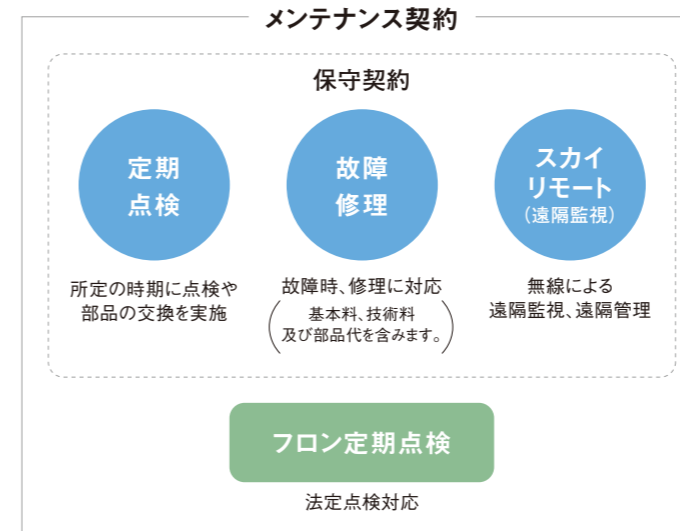 メンテナンス契約
保守契約
定期
点検
故障
修理
スカイ
リモート
（遠隔監視）
所定の時期に点検や
部品の交換を実施
故障時、修理に対応
（基本料、技術料
及び部品代を含みます。）
無線による
遠隔監視、遠隔管理
フロン定期点検
法定点検対応